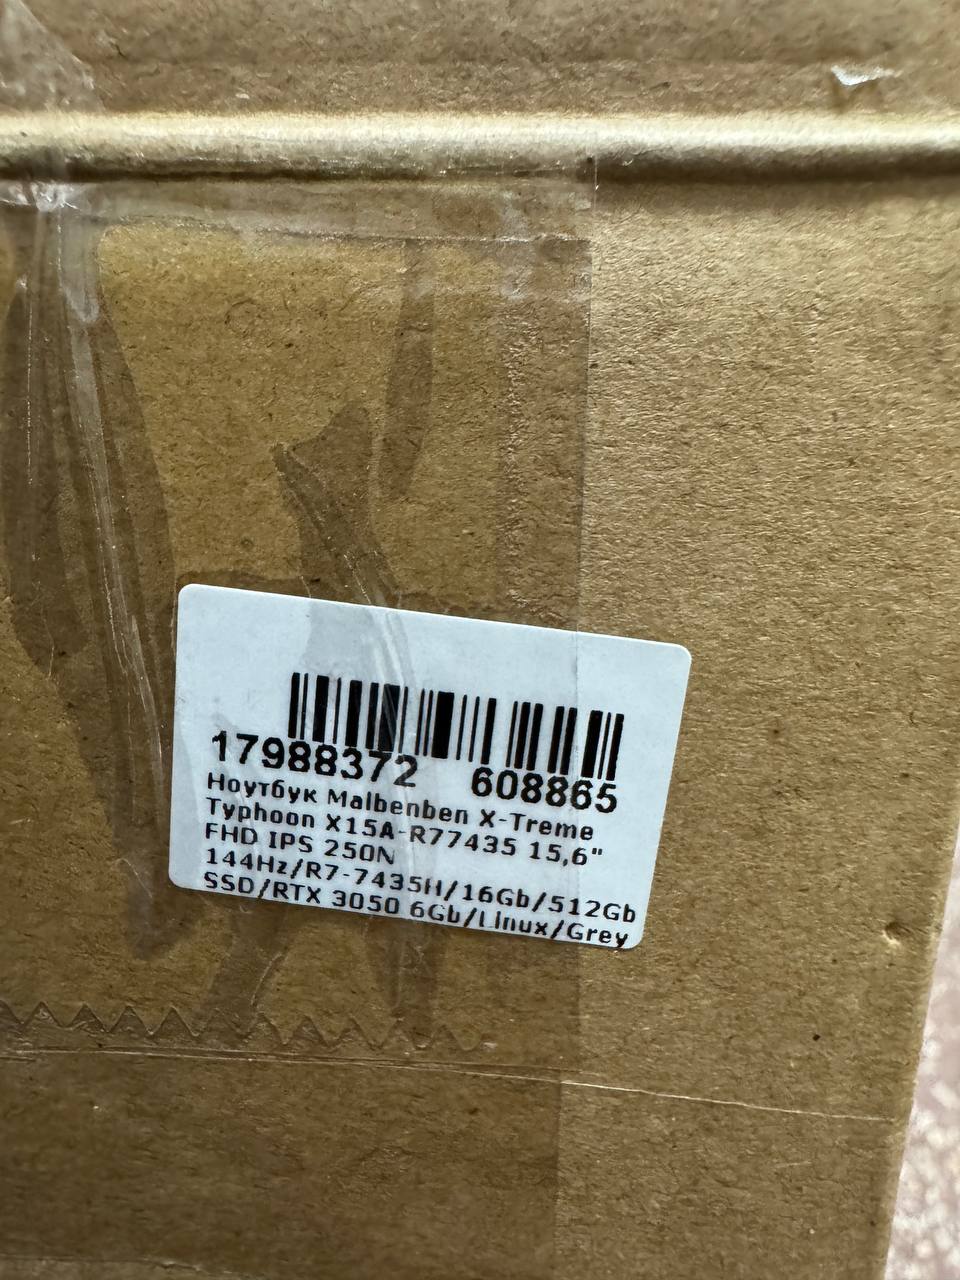 17988372 608865
Ноутбук Malbenben X-Treme
Typhoon X15A-R77435 15,6"
FHD IPS 250N
144Hz/R7-7435H/16Gb/512Gb
SSD/RTX 3050 6Gb/Linux/Grey